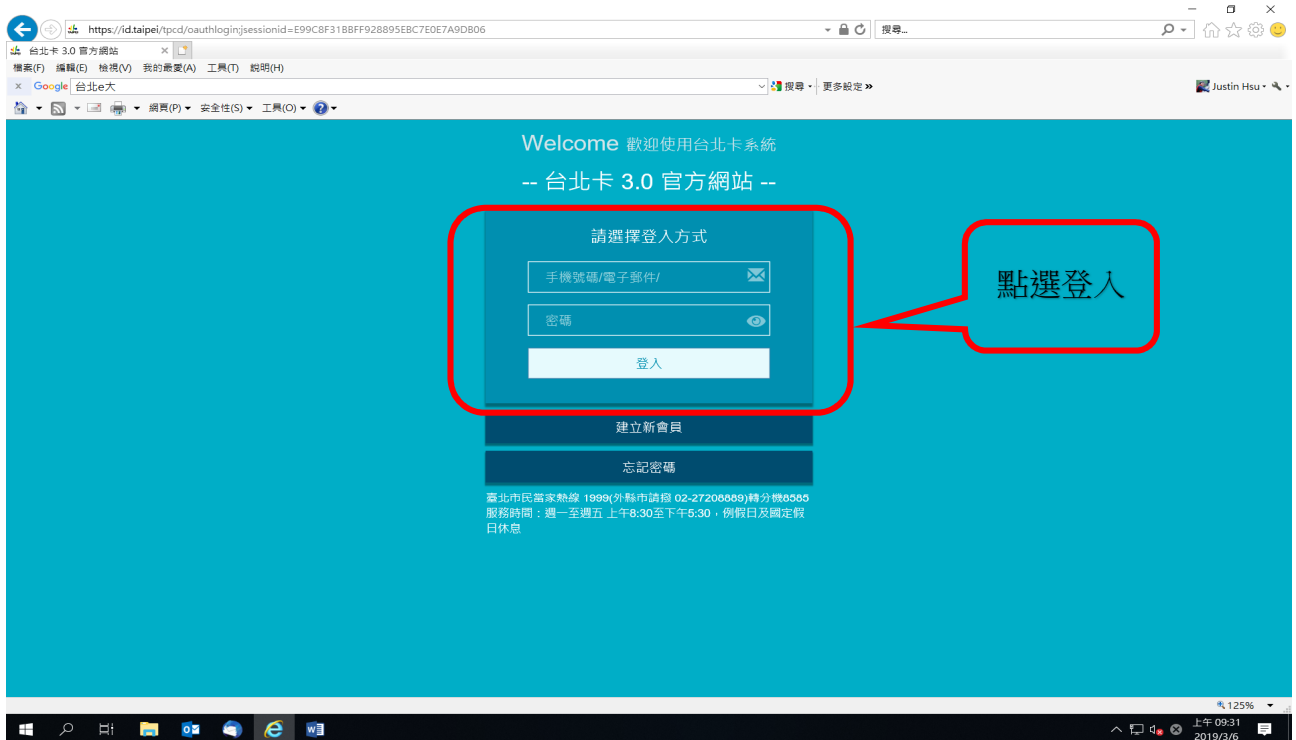 https://id.taipei/tpcd/oauthlogin;jsessionid=E99C8F31BBFF928895EBC7E0E7A9DB06
搜尋...
台北卡 3.0 官方網站
檔案(F) 編輯(E) 檢視(V) 我的最愛(A) 工具(T) 說明(H)
x Google 台北e大 搜尋 更多設定 » Justin Hsu
網頁(P) 安全性(S) 工具(O)
Welcome 歡迎使用台北卡系統
-- 台北卡 3.0 官方網站 --
請選擇登入方式
手機號碼/電子郵件/
密碼
登入
點選登入
建立新會員
忘記密碼
臺北市民當家熱線 1999(外縣市請撥 02-27208889)轉分機8585
服務時間：週一至週五 上午8:30至下午5:30，例假日及國定假
日休息
125%
上午 09:31
2019/3/6